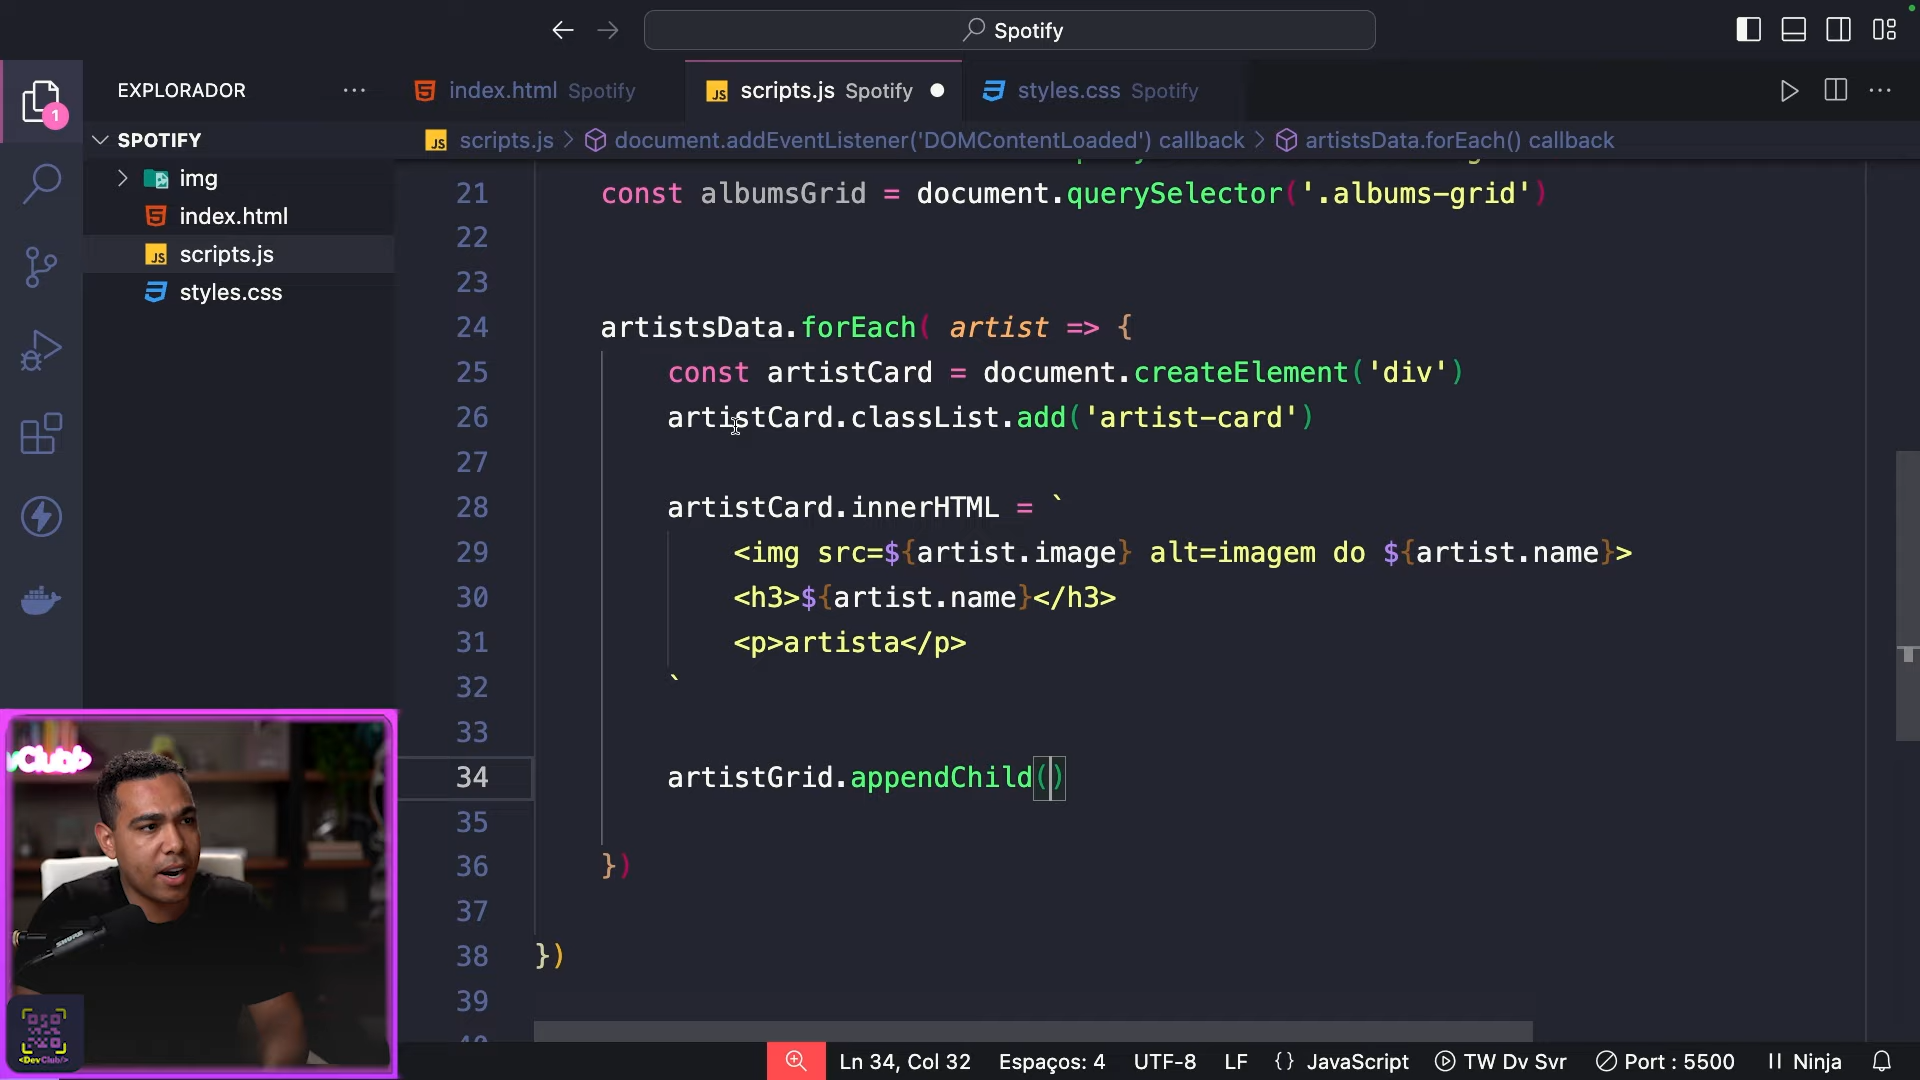 Spotify
EXPLORADOR
index.html Spotify
scripts.js Spotify
styles.css Spotify
SPOTIFY
scripts.js > document.addEventListener('DOMContentLoaded') callback > artistsData.forEach() callback
1
img
index.html
scripts.js
styles.css
21 const albumsGrid = document.querySelector('.albums-grid')
22
23
24 artistsData.forEach( artist => {
25 const artistCard = document.createElement('div')
26 artistCard.classList.add('artist-card')
27
28 artistCard.innerHTML = `
29 <img src=${artist.image} alt=imagem do ${artist.name}>
30 <h3>${artist.name}</h3>
31 <p>artista</p>
32 `
33
34 artistGrid.appendChild()
35
36 })
37
38 })
39
vClub
SHURE
<DevClub/>
Ln 34, Col 32 Espaços: 4 UTF-8 LF {} JavaScript TW Dv Svr Port : 5500 Ninja